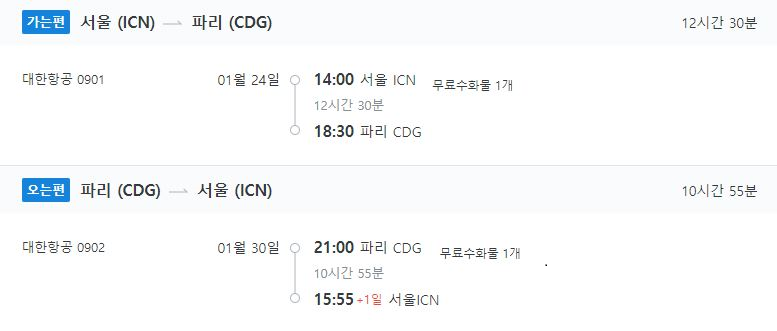 가는편 서울 (ICN) → 파리 (CDG) 12시간 30분
대한항공 0901 01월 24일 14:00 서울 ICN 무료수화물 1개
12시간 30분
18:30 파리 CDG
오는편 파리 (CDG) → 서울 (ICN) 10시간 55분
대한항공 0902 01월 30일 21:00 파리 CDG 무료수화물 1개 .
10시간 55분
15:55 +1일 서울ICN